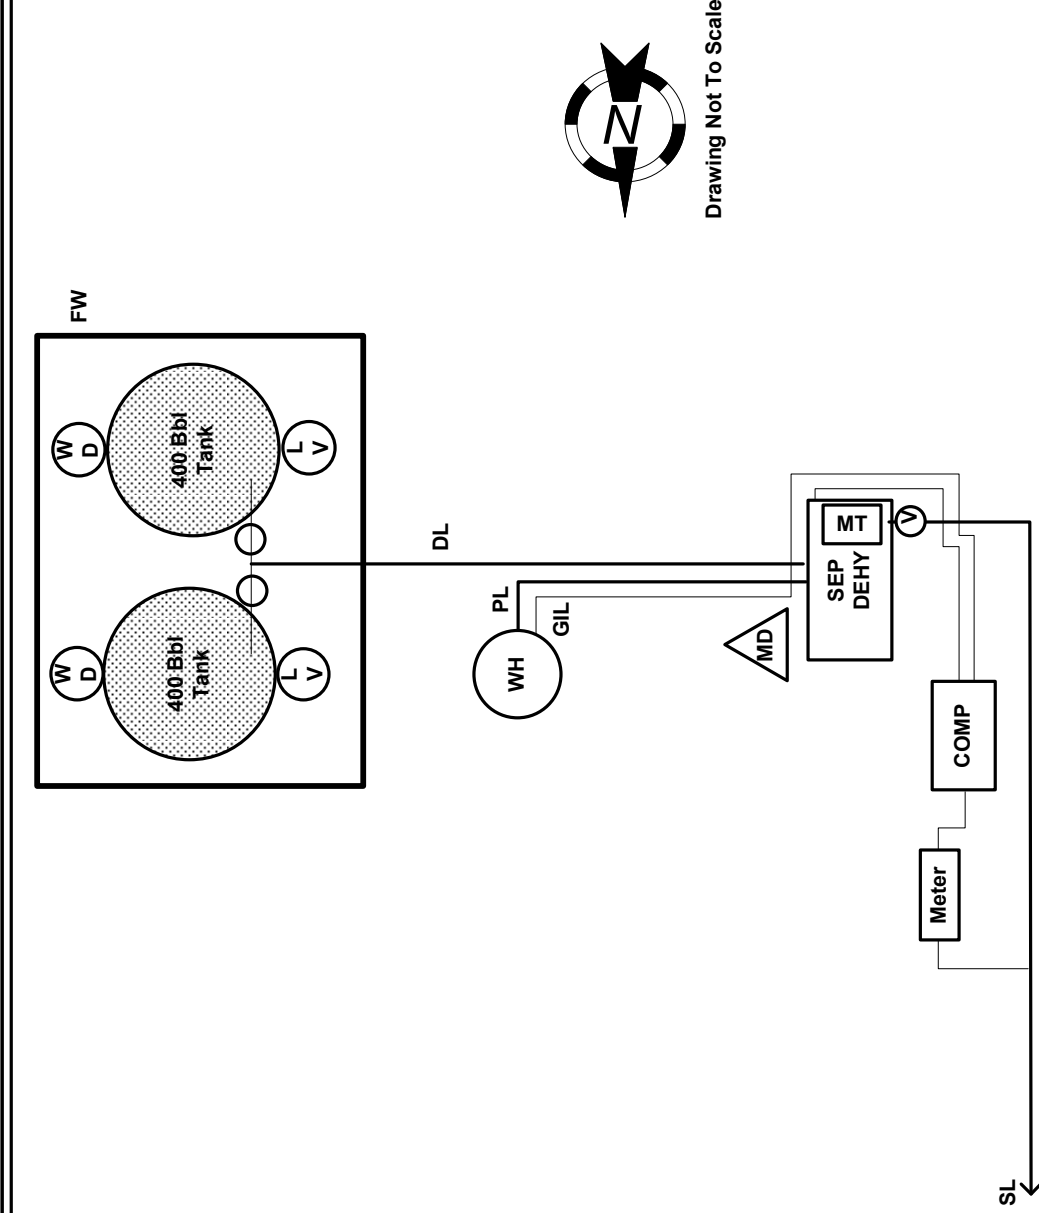 FW
W
D
400 Bbl
Tank
L
V
W
D
400 Bbl
Tank
L
V
N
Drawing Not To Scale
DL
PL
GIL
WH
MD
SEP
DEHY
MT
V
COMP
Meter
SL